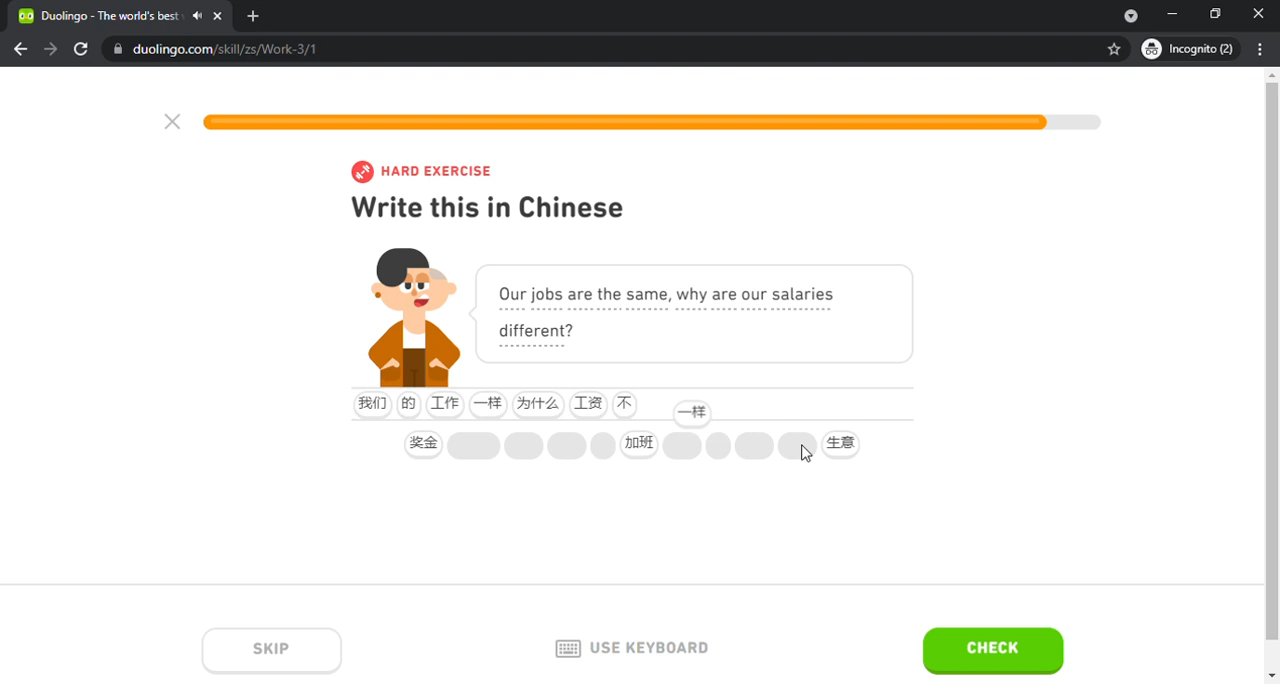 Duolingo - The world's best
duolingo.com/skill/zs/Work-3/1
Incognito (2)
HARD EXERCISE
Write this in Chinese
Our jobs are the same, why are our salaries
different?
我们 的 工作 一样 为什么 工资 不 一样
奖金 加班 生意
SKIP
USE KEYBOARD
CHECK